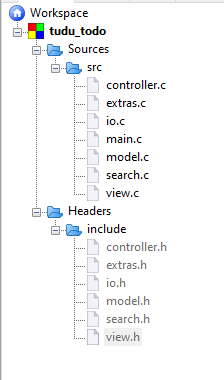 Workspace
tudu_todo
Sources
src
controller.c
extras.c
io.c
main.c
model.c
search.c
view.c
Headers
include
controller.h
extras.h
io.h
model.h
search.h
view.h